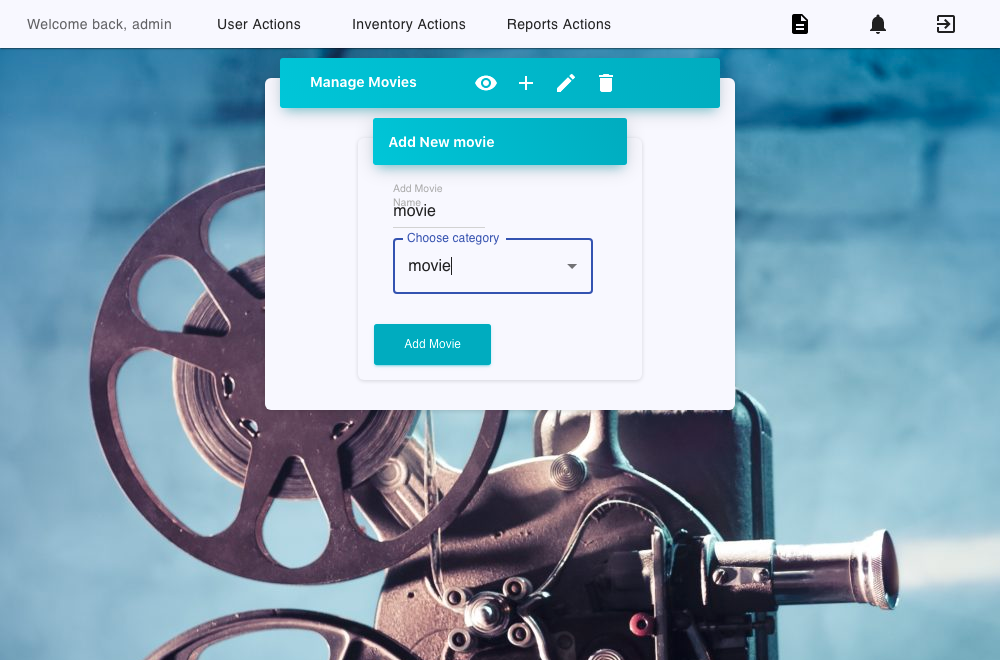 Welcome back, admin
User Actions
Inventory Actions
Reports Actions
Manage Movies
Add New movie
Add Movie
Name
movie
Choose category
movie
Add Movie